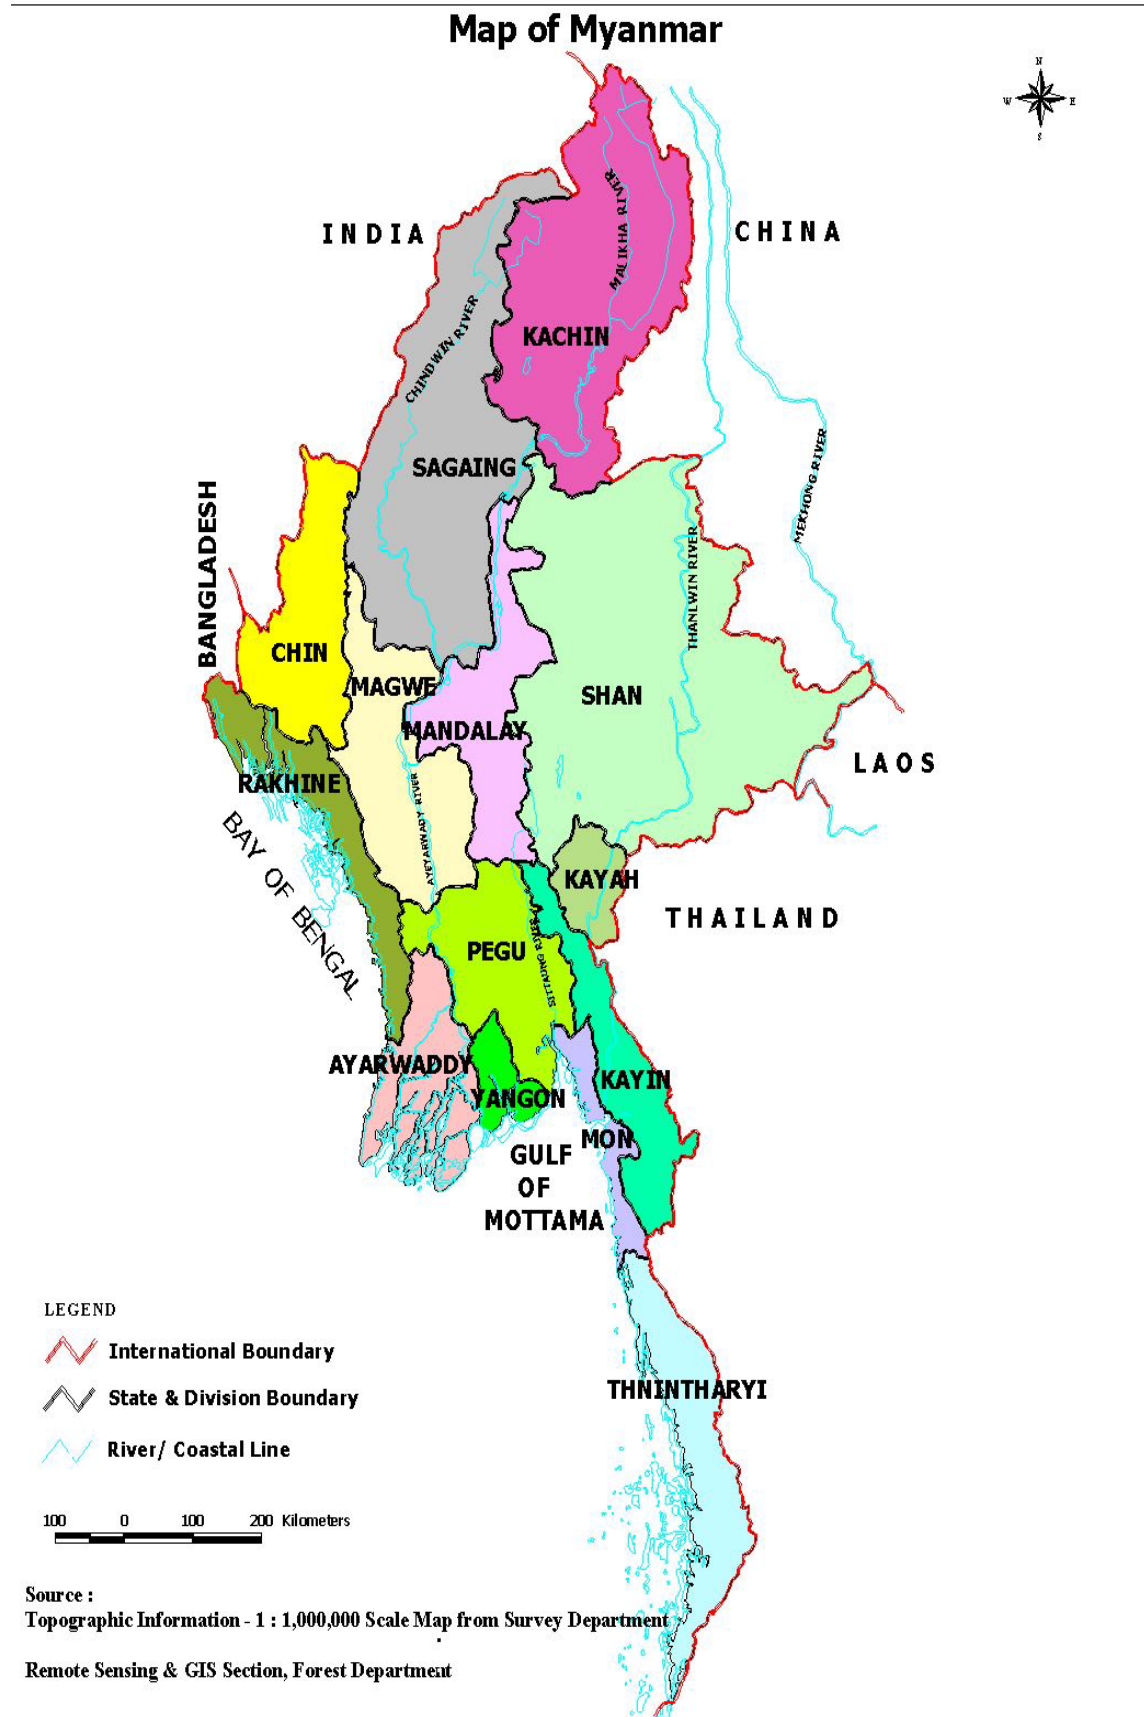 Map of Myanmar
N
W
E
S
INDIA
CHINA
MALIKHA RIVER
CHINDWIN RIVER
KACHIN
SAGAING
MEKHONG RIVER
BANGLADESH
THANLWIN RIVER
CHIN
MAGWE
SHAN
MANDALAY
LAOS
RAKHINE
AYEYARWADY RIVER
BAY OF BENGAL
KAYAH
THAILAND
PEGU
SITTAUNG RIVER
AYARWADDY
KAYIN
YANGON
MON
GULF
OF
MOTTAMA
LEGEND
International Boundary
State & Division Boundary
River/ Coastal Line
THNINTHARYI
100 0 100 200 Kilometers
Source :
Topographic Information - 1 : 1,000,000 Scale Map from Survey Department
Remote Sensing & GIS Section, Forest Department